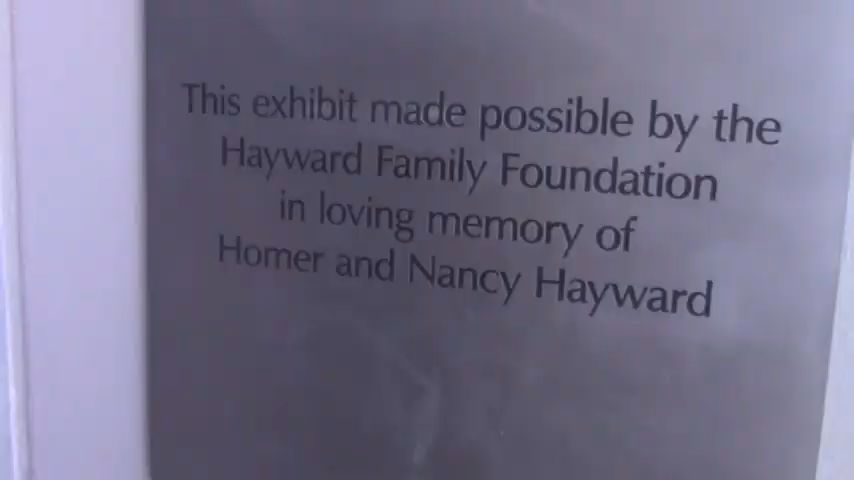 This exhibit made possible by the
Hayward Family Foundation
in loving memory of
Homer and Nancy Hayward